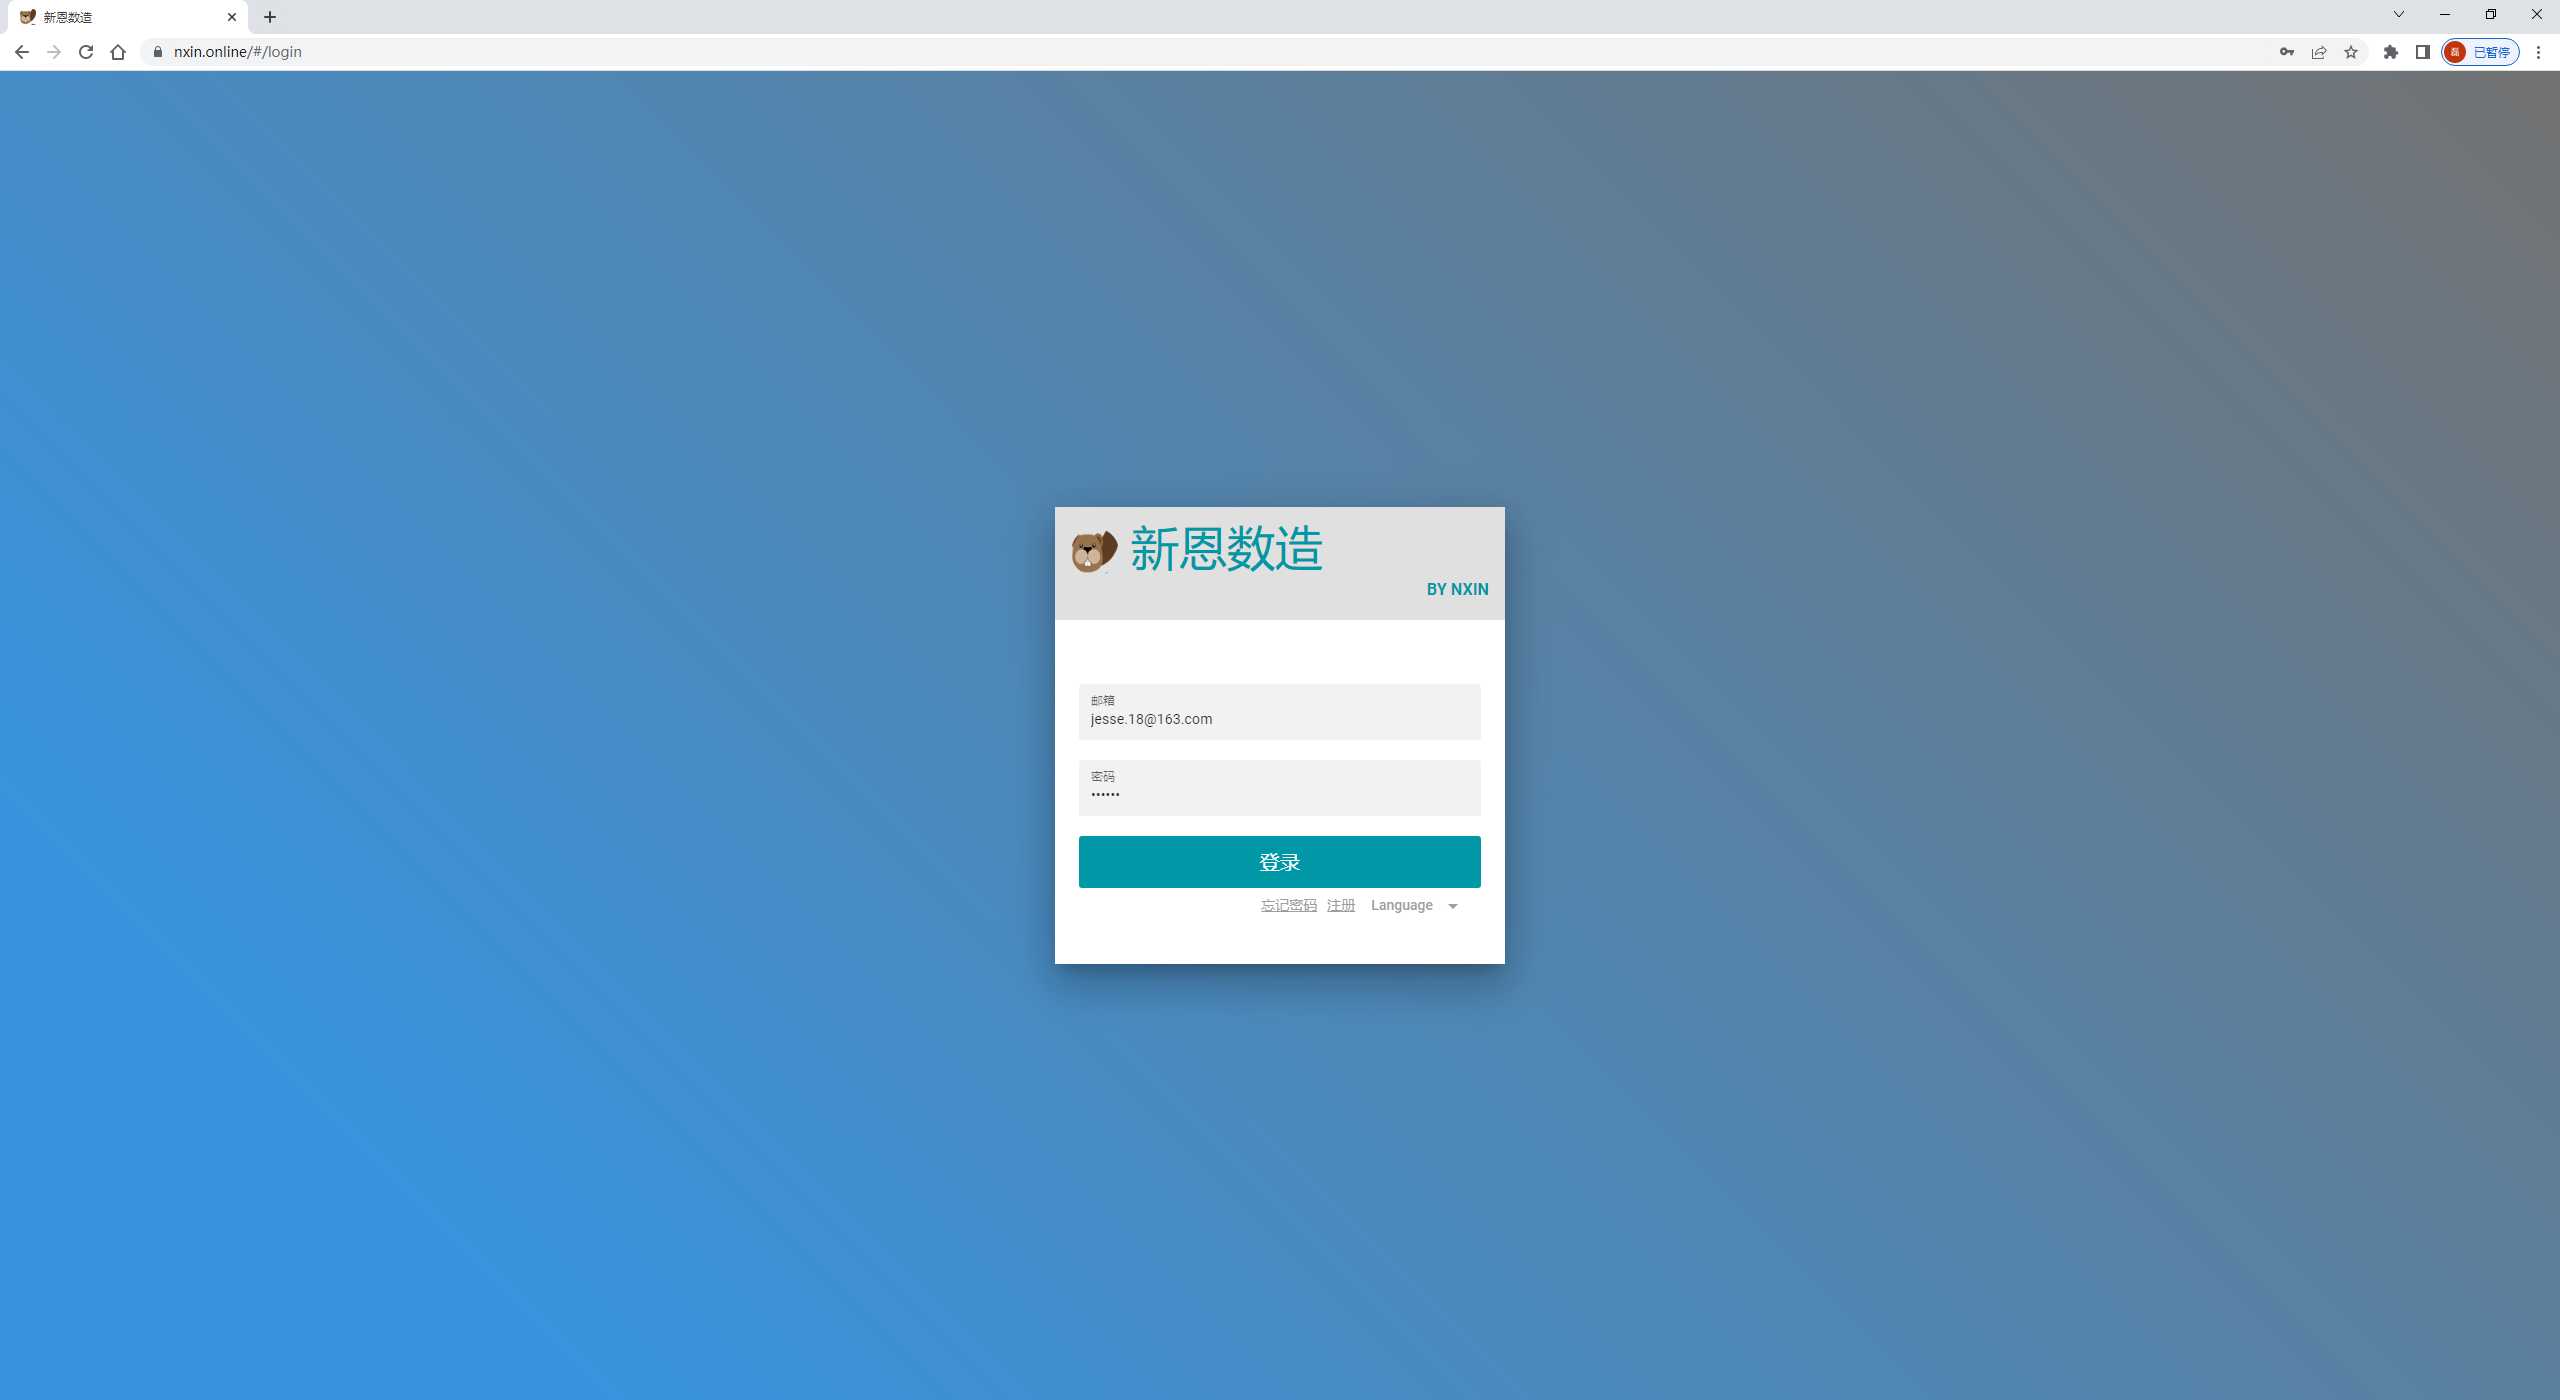 新恩数造
nxin.online/#/login
磊 已暂停
新恩数造
BY NXIN
邮箱
jesse.18@163.com
密码
••••••
登录
忘记密码 注册 Language